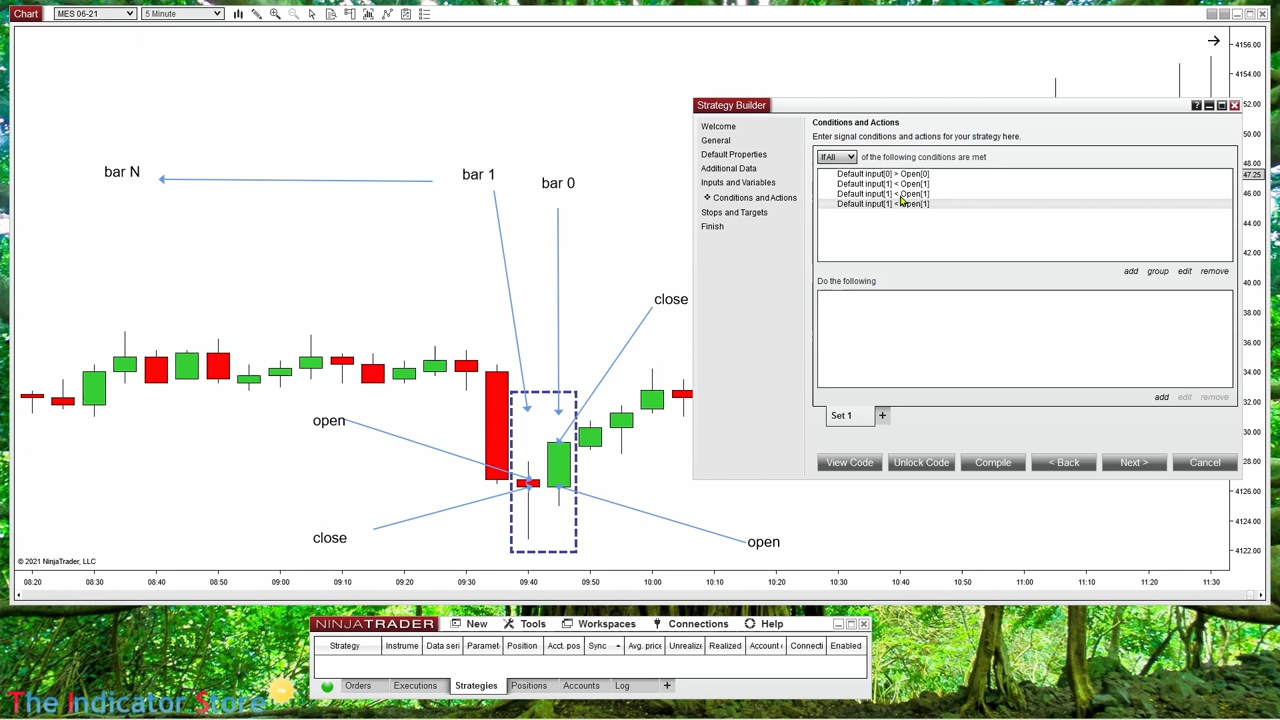 Chart
MES 06-21
5 Minute
4156.00
4154.00
52.00
50.00
48.00
47.25
46.00
44.00
42.00
40.00
38.00
36.00
34.00
32.00
30.00
28.00
4126.00
4124.00
4122.00
bar N
bar 1
bar 0
close
open
close
open
© 2021 NinjaTrader, LLC
08:20 08:30 08:40 08:50 09:00 09:10 09:20 09:30 09:40 09:50 10:00 10:10 10:20 10:30 10:40 10:50 11:00 11:10 11:20 11:30
Strategy Builder
?
Welcome
General
Default Properties
Additional Data
Inputs and Variables
Conditions and Actions
Stops and Targets
Finish
Conditions and Actions
Enter signal conditions and actions for your strategy here.
If All of the following conditions are met
Default input[0] > Open[0]
Default input[1] < Open[1]
Default input[1] < Open[1]
Default input[1] < Open[1]
add group edit remove
Do the following
add edit remove
Set 1 +
View Code Unlock Code Compile < Back Next > Cancel
NINJATRADER New Tools Workspaces Connections Help
Strategy Instrume Data seri Paramet Position Acct. pos Sync Avg. price Unrealiz Realized Account Connecti Enabled
Orders Executions Strategies Positions Accounts Log +
The Indicator Store